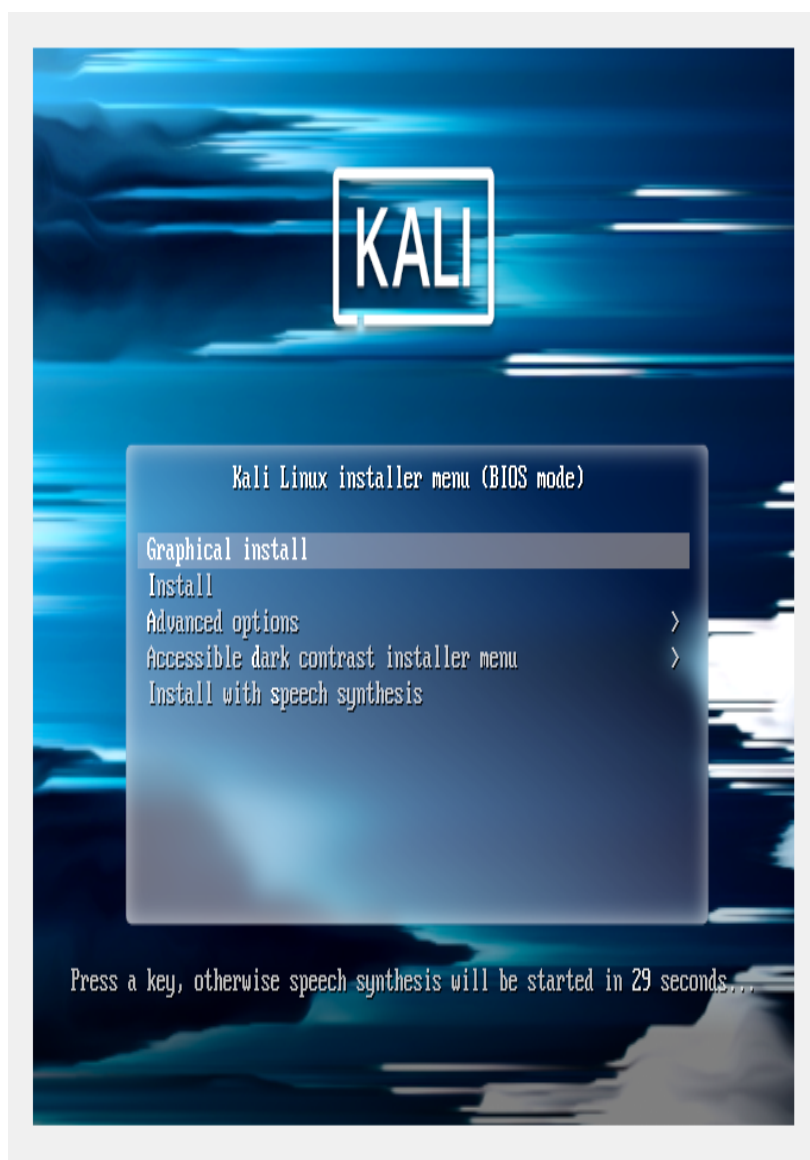 KALI
Kali Linux installer menu (BIOS mode)
Graphical install
Install
Advanced options >
Accessible dark contrast installer menu >
Install with speech synthesis
Press a key, otherwise speech synthesis will be started in 29 seconds...